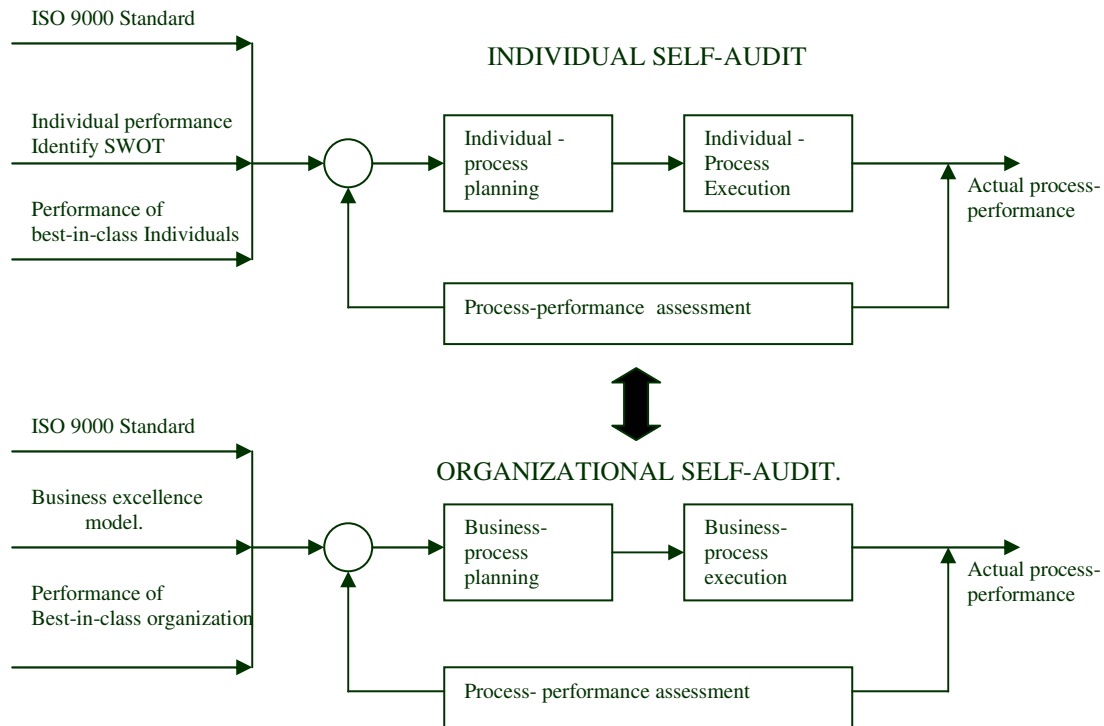 ISO 9000 Standard
INDIVIDUAL SELF-AUDIT
Individual performance
Identify SWOT
Individual -
process
planning
Individual -
Process
Execution
Actual process-
performance
Performance of
best-in-class Individuals
Process-performance assessment
ISO 9000 Standard
ORGANIZATIONAL SELF-AUDIT.
Business excellence
model.
Business-
process
planning
Business-
process
execution
Actual process-
performance
Performance of
Best-in-class organization
Process- performance assessment